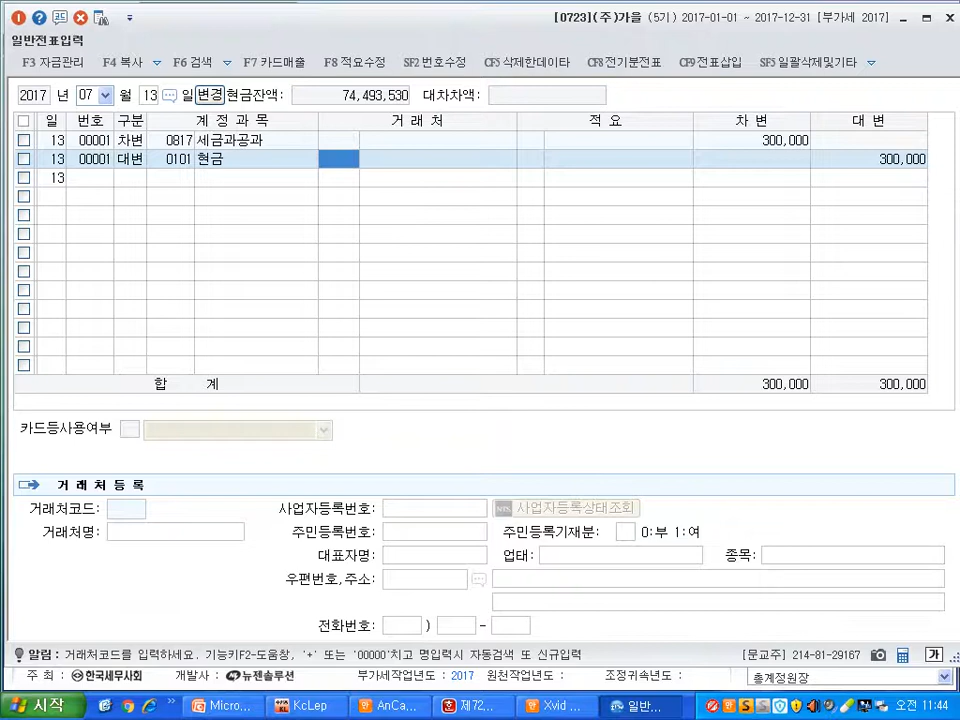 [0723](주)가을 (5기) 2017-01-01 ~ 2017-12-31 [부가세 2017]
일반전표입력
F3 자금관리 F4 복사 F6 검색 F7 카드매출 F8 적요수정 SF2 번호수정 CF5 삭제한데이타 CF8 전기분전표 CF9 전표삽입 SF5 일괄삭제및기타
2017 년 07 월 13 일 변경 현금잔액: 74,493,530 대차차액:
일 번호 구분 계 정 과 목 거 래 처 적 요 차 변 대 변
13 00001 차변 0817 세금과공과 300,000
13 00001 대변 0101 현금 300,000
13
합 계 300,000 300,000
카드등사용여부
거 래 처 등 록
거래처코드: 사업자등록번호: NTS 사업자등록상태조회
거래처명: 주민등록번호: 주민등록기재분: 0:부 1:여
대표자명: 업태: 종목:
우편번호,주소:
전화번호: ) -
알림 : 거래처코드를 입력하세요. 기능키F2-도움창, '+' 또는 '00000'치고 명입력시 자동검색 또 신규입력 [문교주] 214-81-29167 가
주 최 : 한국세무사회 개발사 : 뉴젠솔루션 부가세작업년도 : 2017 원천작업년도 : 조정귀속년도 : 총계정원장
시작 Micro... KcLep AnCa... 제72... Xvid ... 일반... 오전 11:44